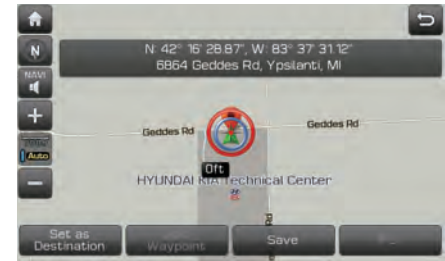 N: 42° 16' 28.87", W: 83° 37' 31.12"
6864 Geddes Rd, Ypsilanti, MI
N
NAVI
+
Geddes Rd
Geddes Rd
Auto
0ft
HYUNDAI KIA Technical Center
Rd
Set as
Destination
Waypoint
Save